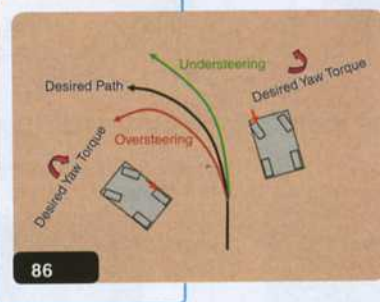 Understeering
Desired Path
Desired Yaw Torque
Oversteering
Desired Yaw Torque
86